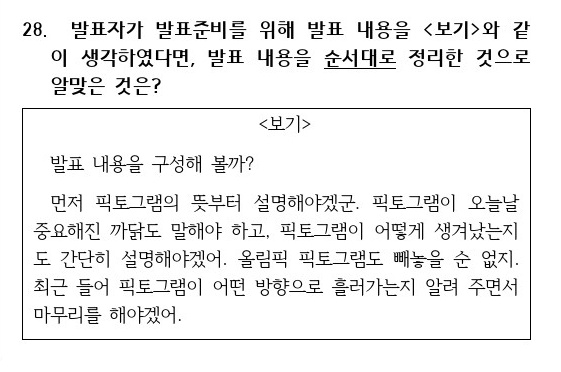 28. 발표자가 발표준비를 위해 발표 내용을 <보기>와 같
이 생각하였다면, 발표 내용을 순서대로 정리한 것으로
알맞은 것은?
<보기>
발표 내용을 구성해 볼까?
먼저 픽토그램의 뜻부터 설명해야겠군. 픽토그램이 오늘날
중요해진 까닭도 말해야 하고, 픽토그램이 어떻게 생겨났는지
도 간단히 설명해야겠어. 올림픽 픽토그램도 빼놓을 순 없지.
최근 들어 픽토그램이 어떤 방향으로 흘러가는지 알려 주면서
마무리를 해야겠어.